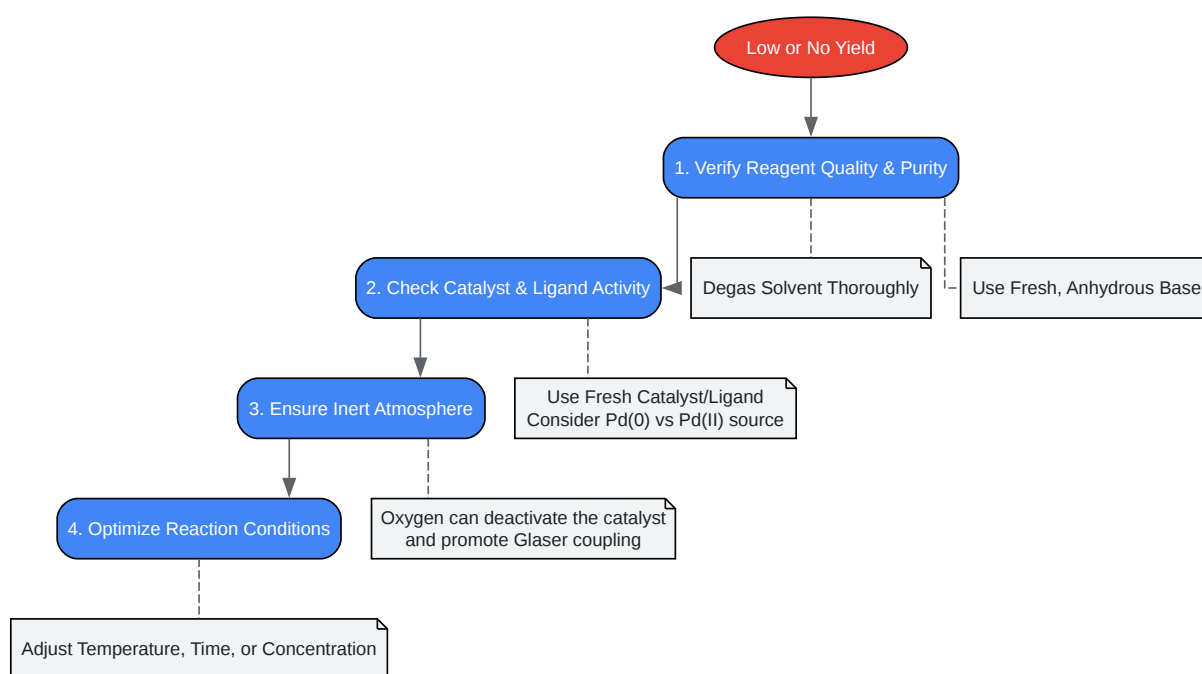 Low or No Yield
1. Verify Reagent Quality & Purity
2. Check Catalyst & Ligand Activity
Degas Solvent Thoroughly
Use Fresh, Anhydrous Base
3. Ensure Inert Atmosphere
Use Fresh Catalyst/Ligand
Consider Pd(0) vs Pd(II) source
4. Optimize Reaction Conditions
Oxygen can deactivate the catalyst
and promote Glaser coupling
Adjust Temperature, Time, or Concentration